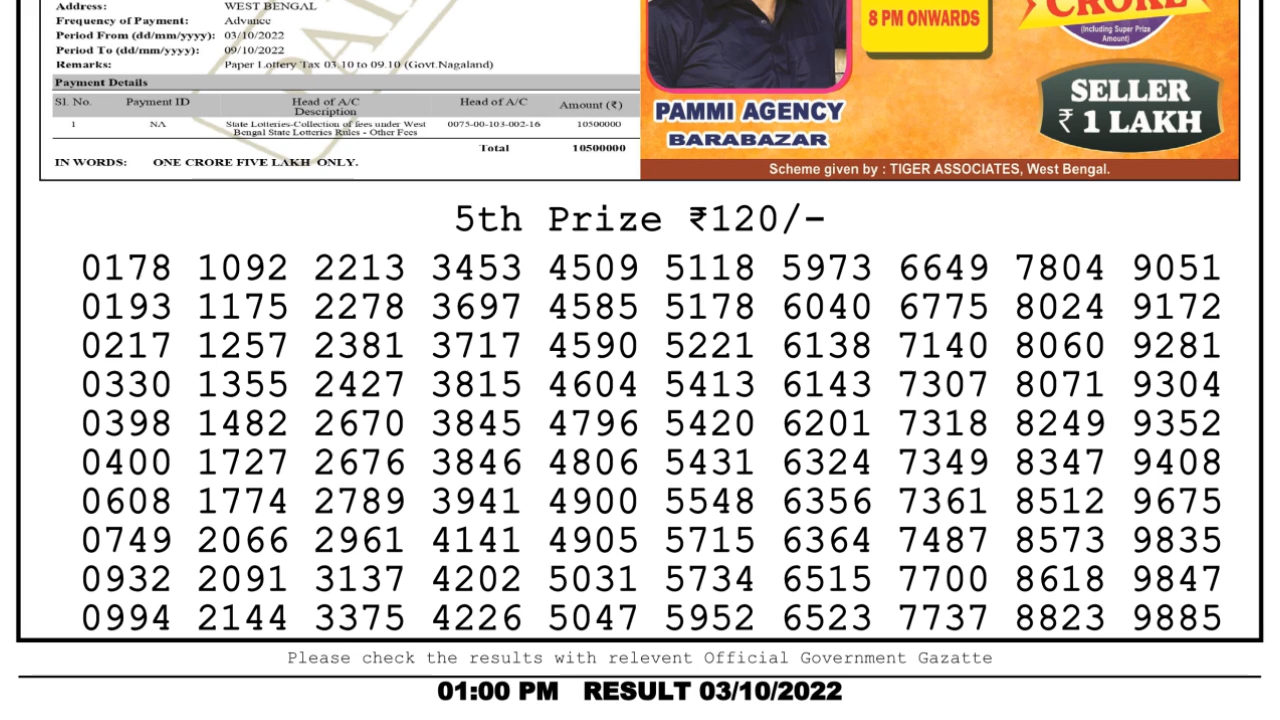 Address: WEST BENGAL
Frequency of Payment: Advance
Period From (dd/mm/yyyy): 03/10/2022
Period To (dd/mm/yyyy): 09/10/2022
Remarks: Paper Lottery Tax 03.10 to 09.10 (Govt.Nagaland)
Payment Details
Sl. No. Payment ID Head of A/C Description Head of A/C Amount (₹)
1 NA State Lotteries-Collection of fees under West Bengal State Lotteries Rules - Other Fees 0075-00-103-002-16 10500000
Total 10500000
IN WORDS: ONE CRORE FIVE LAKH ONLY.
8 PM ONWARDS
CRORE
(Including Super Prize
Amount)
PAMMI AGENCY
BARABAZAR
SELLER
₹ 1 LAKH
Scheme given by : TIGER ASSOCIATES, West Bengal.
5th Prize ₹120/-
0178 1092 2213 3453 4509 5118 5973 6649 7804 9051
0193 1175 2278 3697 4585 5178 6040 6775 8024 9172
0217 1257 2381 3717 4590 5221 6138 7140 8060 9281
0330 1355 2427 3815 4604 5413 6143 7307 8071 9304
0398 1482 2670 3845 4796 5420 6201 7318 8249 9352
0400 1727 2676 3846 4806 5431 6324 7349 8347 9408
0608 1774 2789 3941 4900 5548 6356 7361 8512 9675
0749 2066 2961 4141 4905 5715 6364 7487 8573 9835
0932 2091 3137 4202 5031 5734 6515 7700 8618 9847
0994 2144 3375 4226 5047 5952 6523 7737 8823 9885
Please check the results with relevent Official Government Gazatte
01:00 PM RESULT 03/10/2022